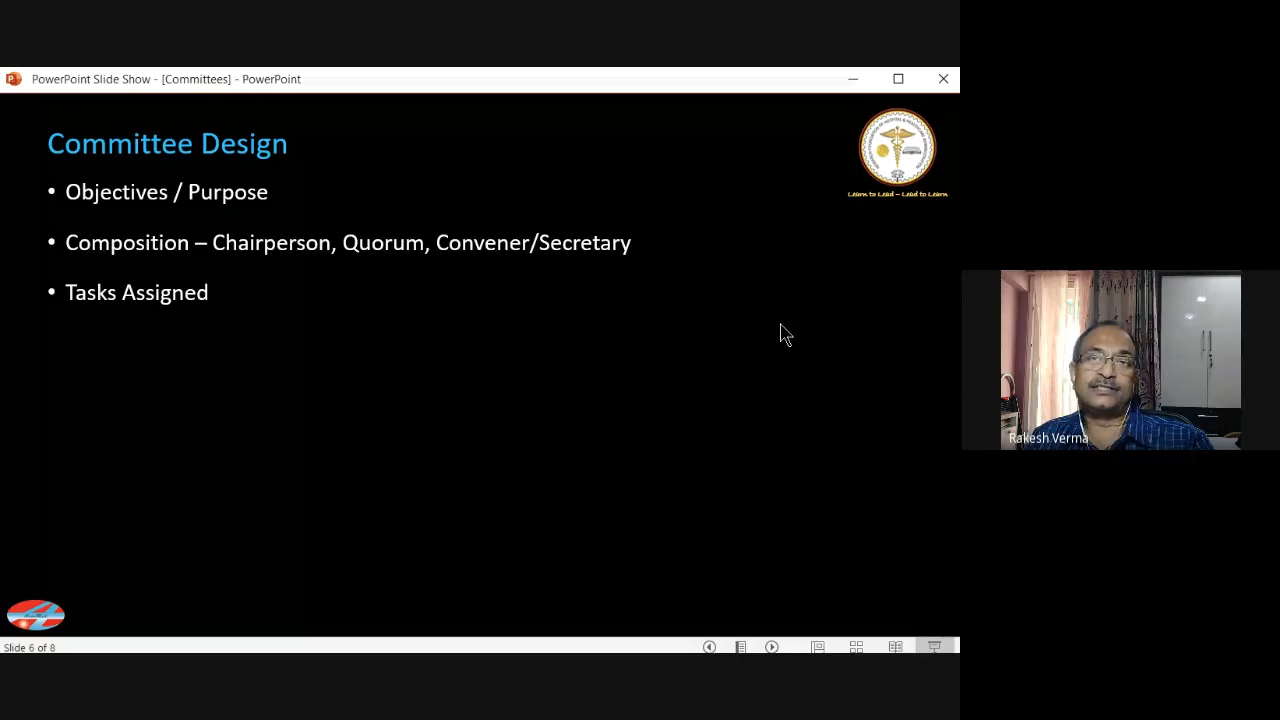 PowerPoint Slide Show - [Committees] - PowerPoint
Committee Design
• Objectives / Purpose
• Composition – Chairperson, Quorum, Convener/Secretary
• Tasks Assigned
Learn to Lead – Lead to Learn
Rakesh Verma
Slide 6 of 8